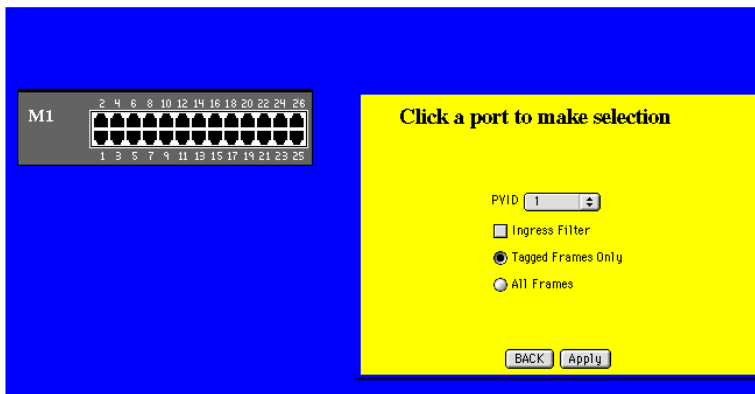 2 4 6 8 10 12 14 16 18 20 22 24 26
M1
1 3 5 7 9 11 13 15 17 19 21 23 25
Click a port to make selection
PVID 1
Ingress Filter
Tagged Frames Only
All Frames
BACK Apply